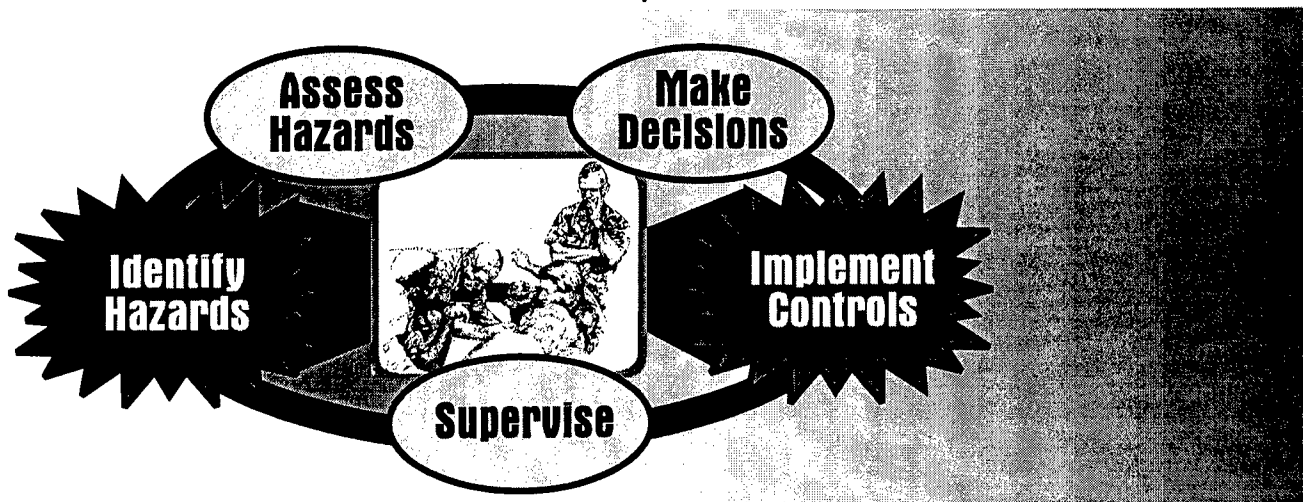 Assess
Hazards
Make
Decisions
Identify
Hazards
Implement
Controls
Supervise